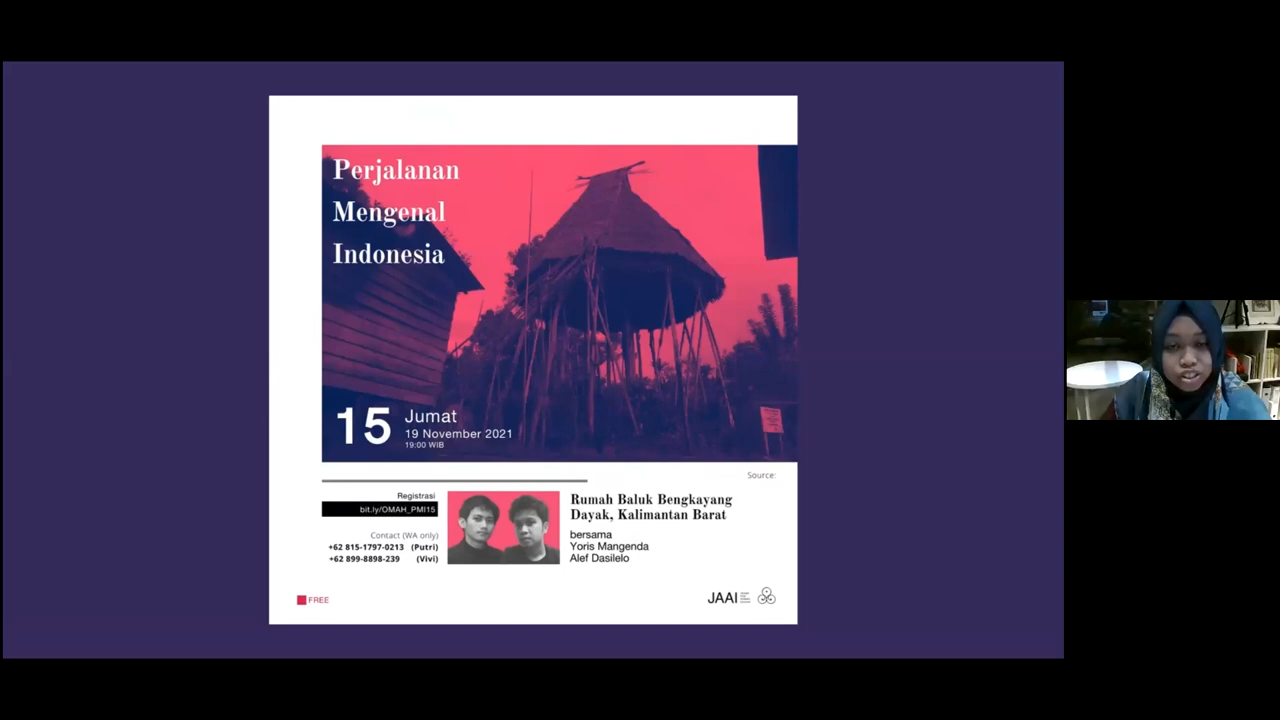 Perjalanan
Mengenal
Indonesia
15
Jumat
19 November 2021
19:00 WIB
Source:
Registrasi
bit.ly/OMAH_PMI15
Contact (WA only)
+62 815-1797-0213 (Putri)
+62 899-8898-239 (Vivi)
Rumah Baluk Bengkayang
Dayak, Kalimantan Barat
bersama
Yoris Mangenda
Alef Dasilelo
FREE
JAAI